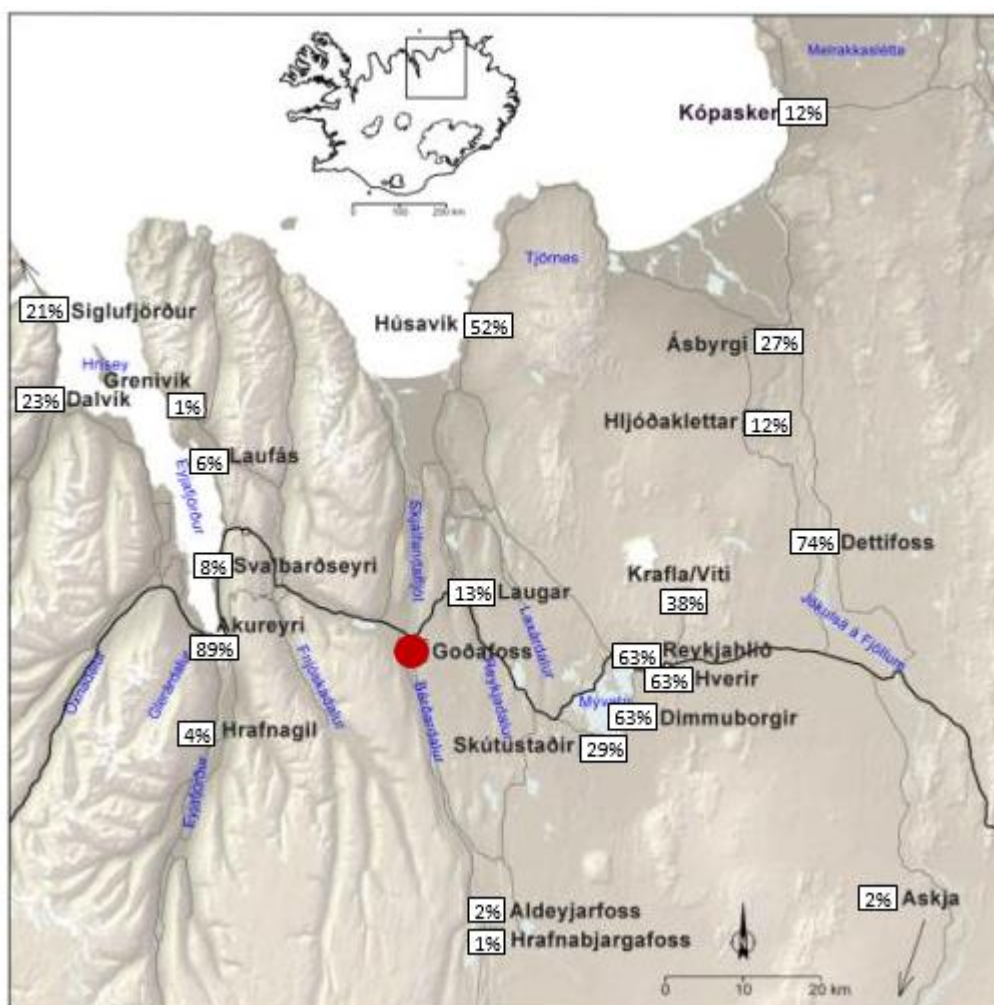 Melrakkaslétta
Kópasker 12%
0 100 200 km
Tjörnes
21% Siglufjörður
Húsavík 52%
Ásbyrgi 27%
Hrísey
Grenivík
23% Dalvík
1%
Hljóðaklettar 12%
6% Laufás
Eyjafjörður
Skjálfandafljót
74% Dettifoss
8% Svalbarðseyri
Krafla/Víti
38%
13% Laugar
Laxárdalur
Jökulsá á Fjöllum
Akureyri
89%
Goðafoss
63% Reykjahlíð
63% Hverir
Öxnadalur
Glerárdalur
Fnjóskadalur
Bárðardalur
Reykjadalur
Mývatn
63% Dimmuborgir
4% Hrafnagil
Skútustaðir 29%
Eyjafjörður
2% Aldeyjarfoss
1% Hrafnabjargafoss
2% Askja
N
0 10 20 km